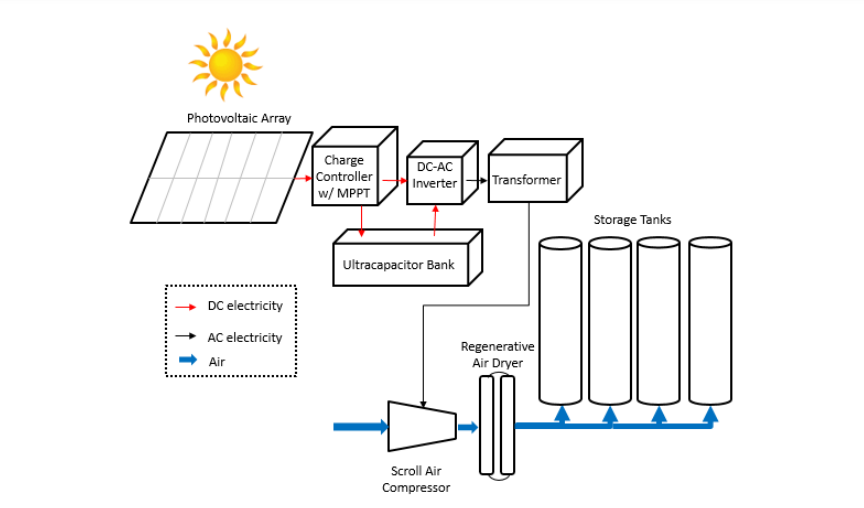 Photovoltaic Array
Charge
Controller
w/ MPPT
DC-AC
Inverter
Transformer
Ultracapacitor Bank
Storage Tanks
DC electricity
AC electricity
Air
Regenerative
Air Dryer
Scroll Air
Compressor